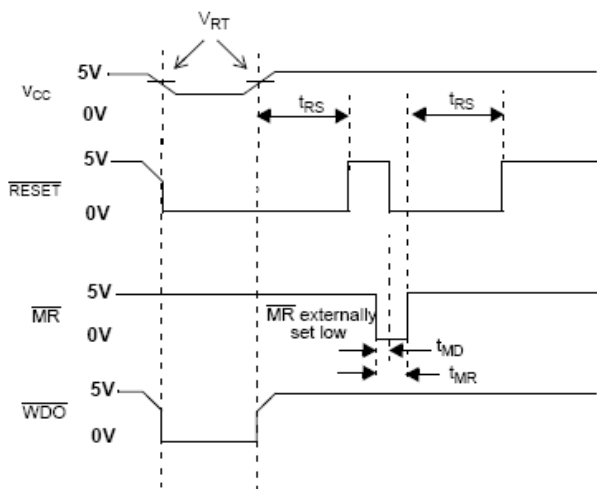 VRT
5V
VCC
0V
tRS
tRS
5V
RESET
0V
5V
MR
MR externally
set low
0V
tMD
tMR
5V
WDO
0V